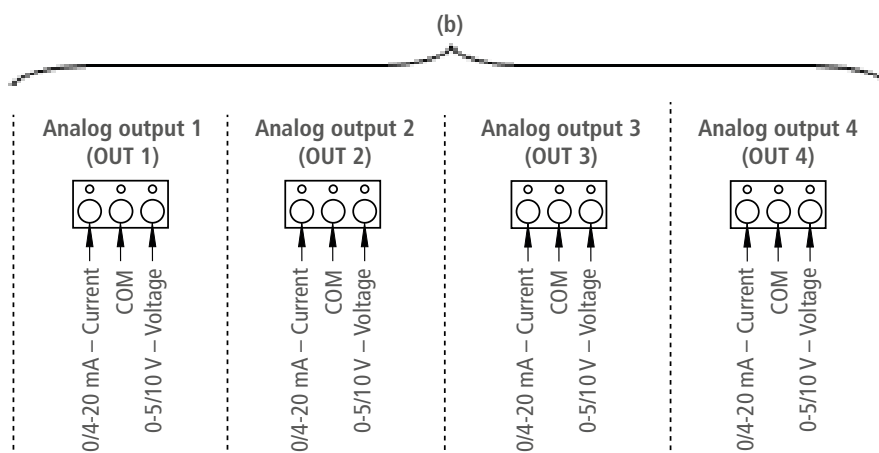 (b)
Analog output 1
(OUT 1)
0/4-20 mA – Current
COM
0-5/10 V – Voltage
Analog output 2
(OUT 2)
0/4-20 mA – Current
COM
0-5/10 V – Voltage
Analog output 3
(OUT 3)
0/4-20 mA – Current
COM
0-5/10 V – Voltage
Analog output 4
(OUT 4)
0/4-20 mA – Current
COM
0-5/10 V – Voltage